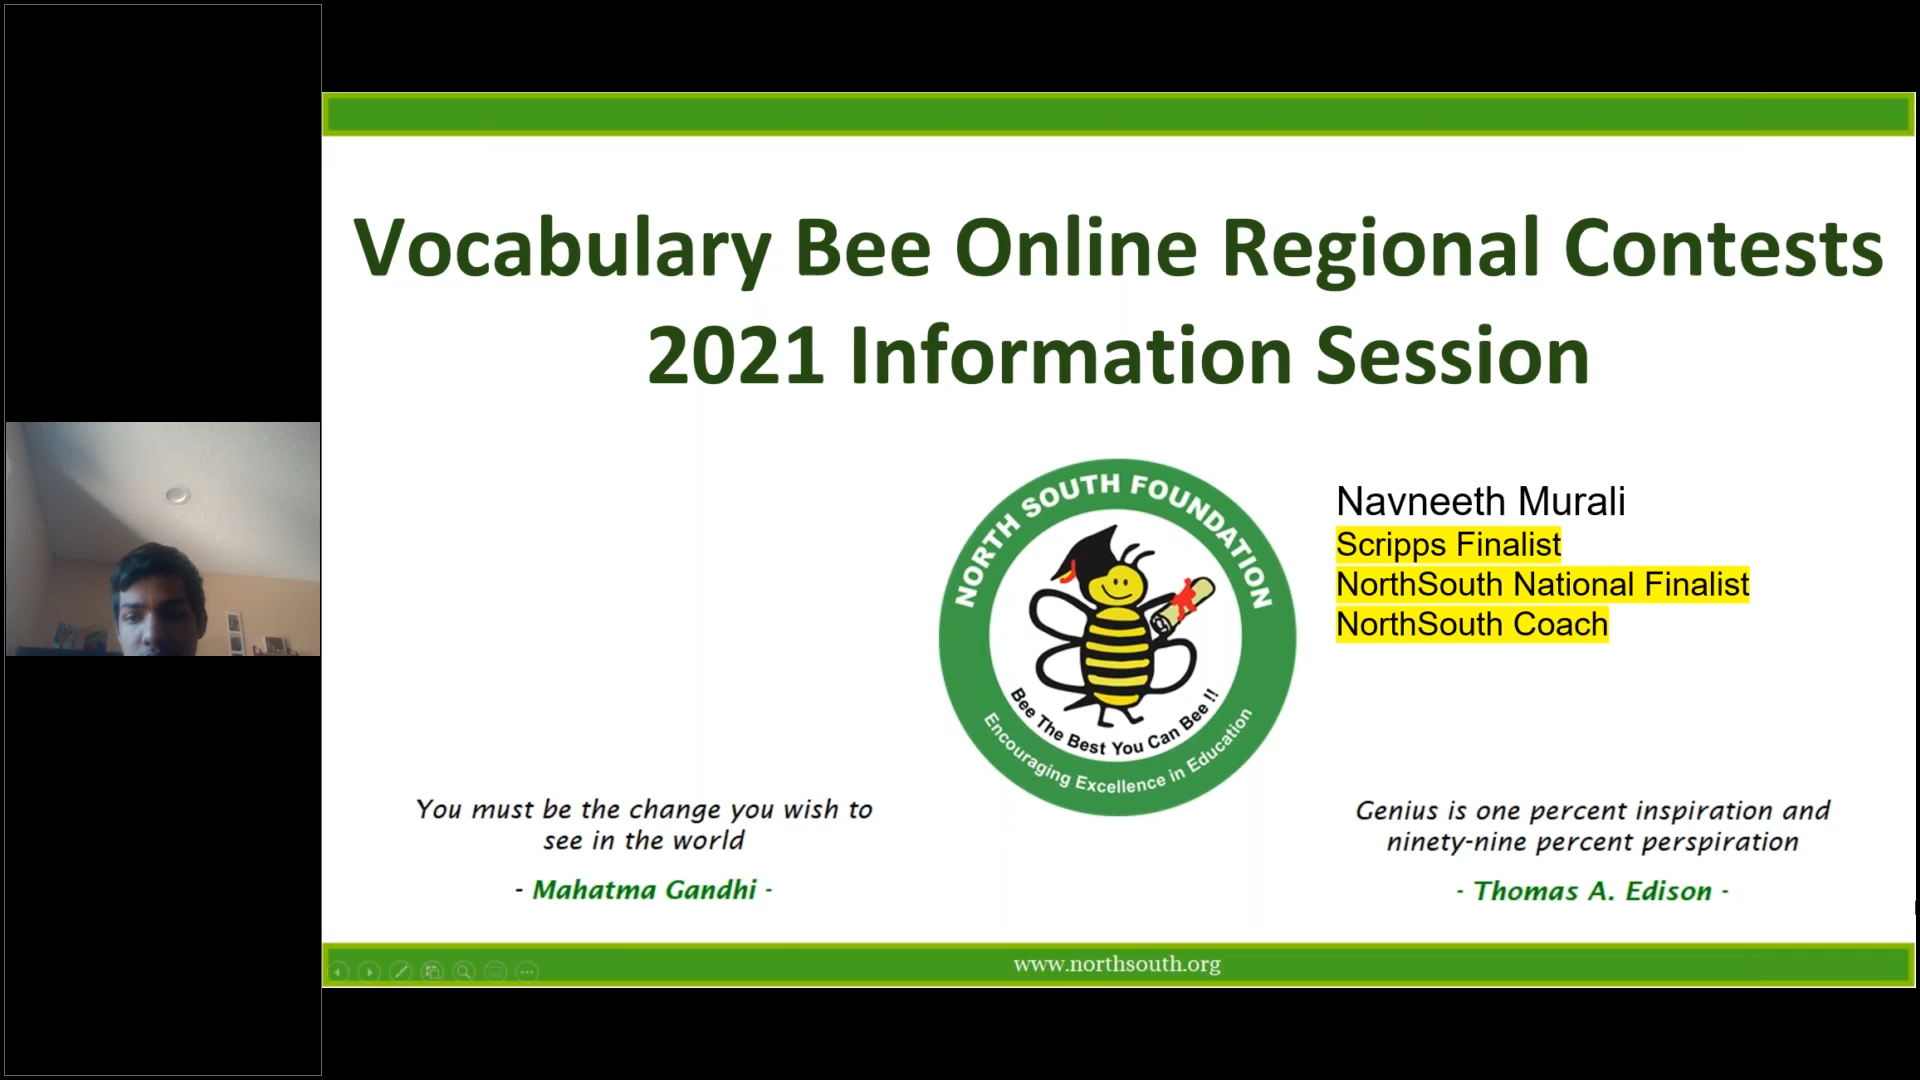 Vocabulary Bee Online Regional Contests
2021 Information Session
NORTH SOUTH FOUNDATION
Bee The Best You Can Bee !!
Encouraging Excellence in Education
Navneeth Murali
Scripps Finalist
NorthSouth National Finalist
NorthSouth Coach
You must be the change you wish to
see in the world
- Mahatma Gandhi -
Genius is one percent inspiration and
ninety-nine percent perspiration
- Thomas A. Edison -
www.northsouth.org